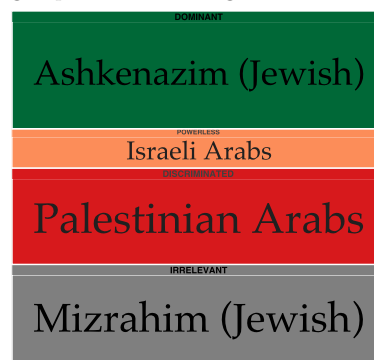 DOMINANT
Ashkenazim (Jewish)
POWERLESS
Israeli Arabs
DISCRIMINATED
Palestinian Arabs
IRRELEVANT
Mizrahim (Jewish)